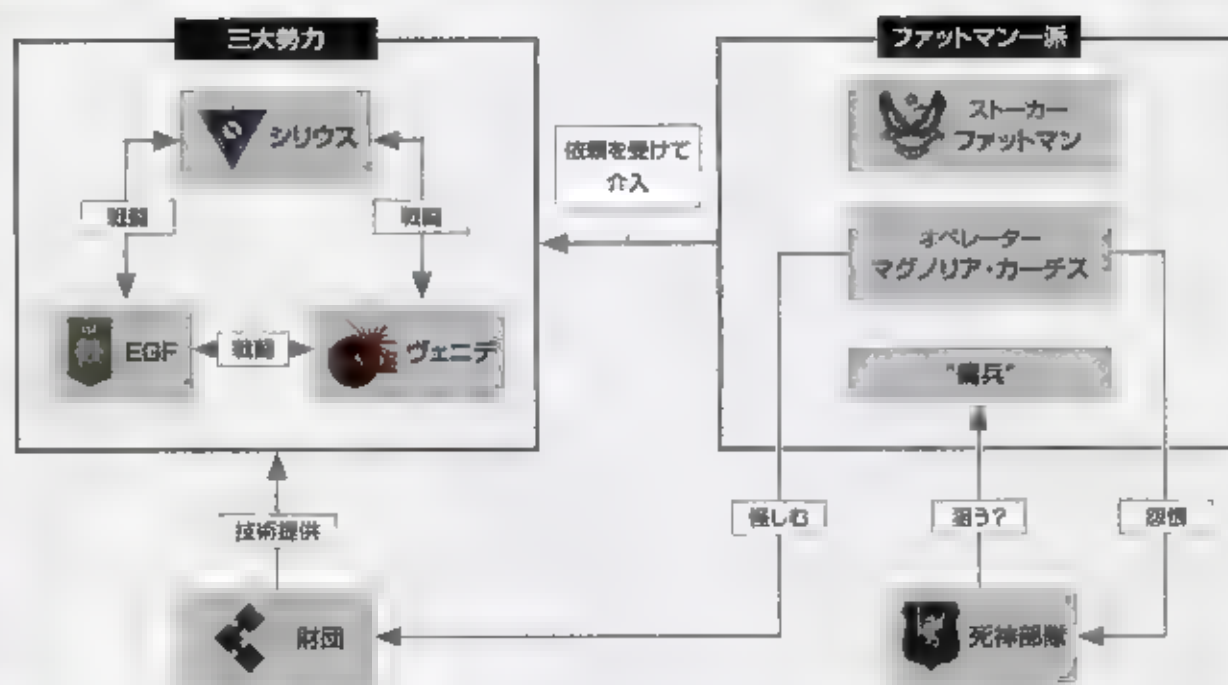 三大勢力
シリウス
戦闘
戦闘
EGF
戦闘
ヴェニデ
依頼を受けて
介入
ファットマン一派
ストーカー
ファットマン
オペレーター
マグノリア・カーチス
"傭兵"
技術提供
怪しむ
狙う?
怨恨
財団
死神部隊